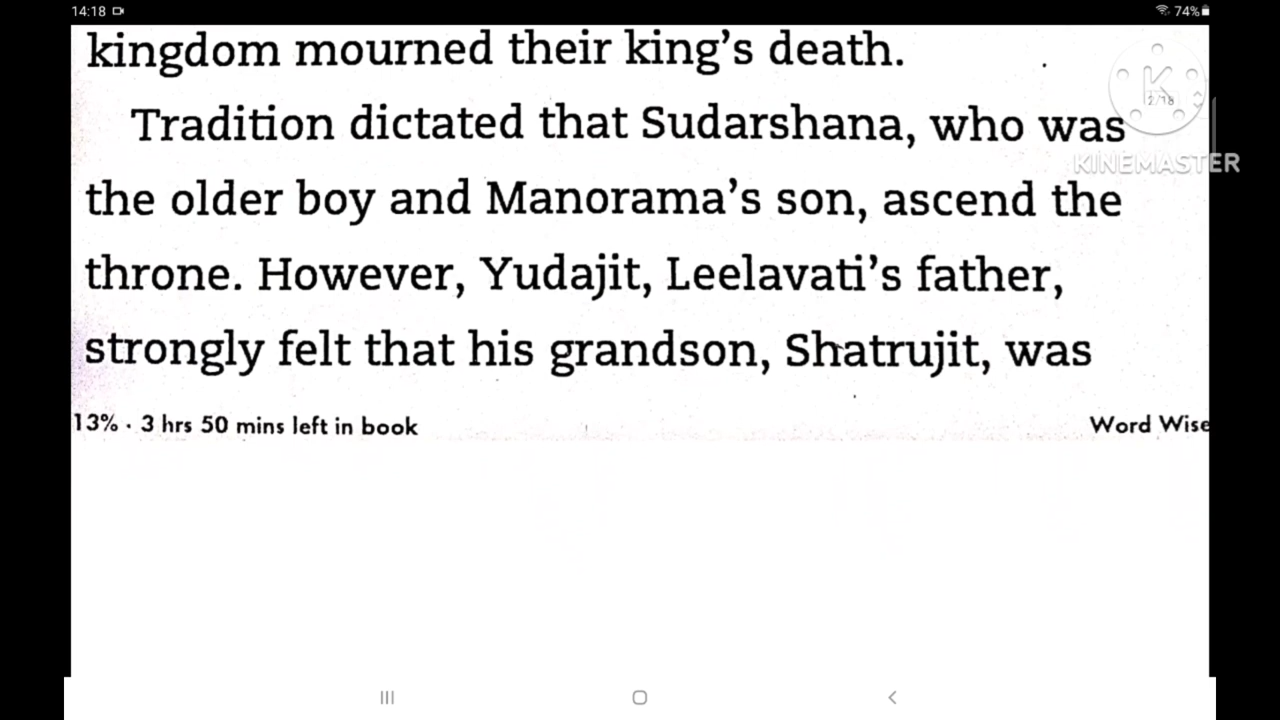 14:18 74%
kingdom mourned their king's death.
2/18
Tradition dictated that Sudarshana, who was
KINEMASTER
the older boy and Manorama's son, ascend the
throne. However, Yudajit, Leelavati's father,
strongly felt that his grandson, Shatrujit, was
13% · 3 hrs 50 mins left in book Word Wise